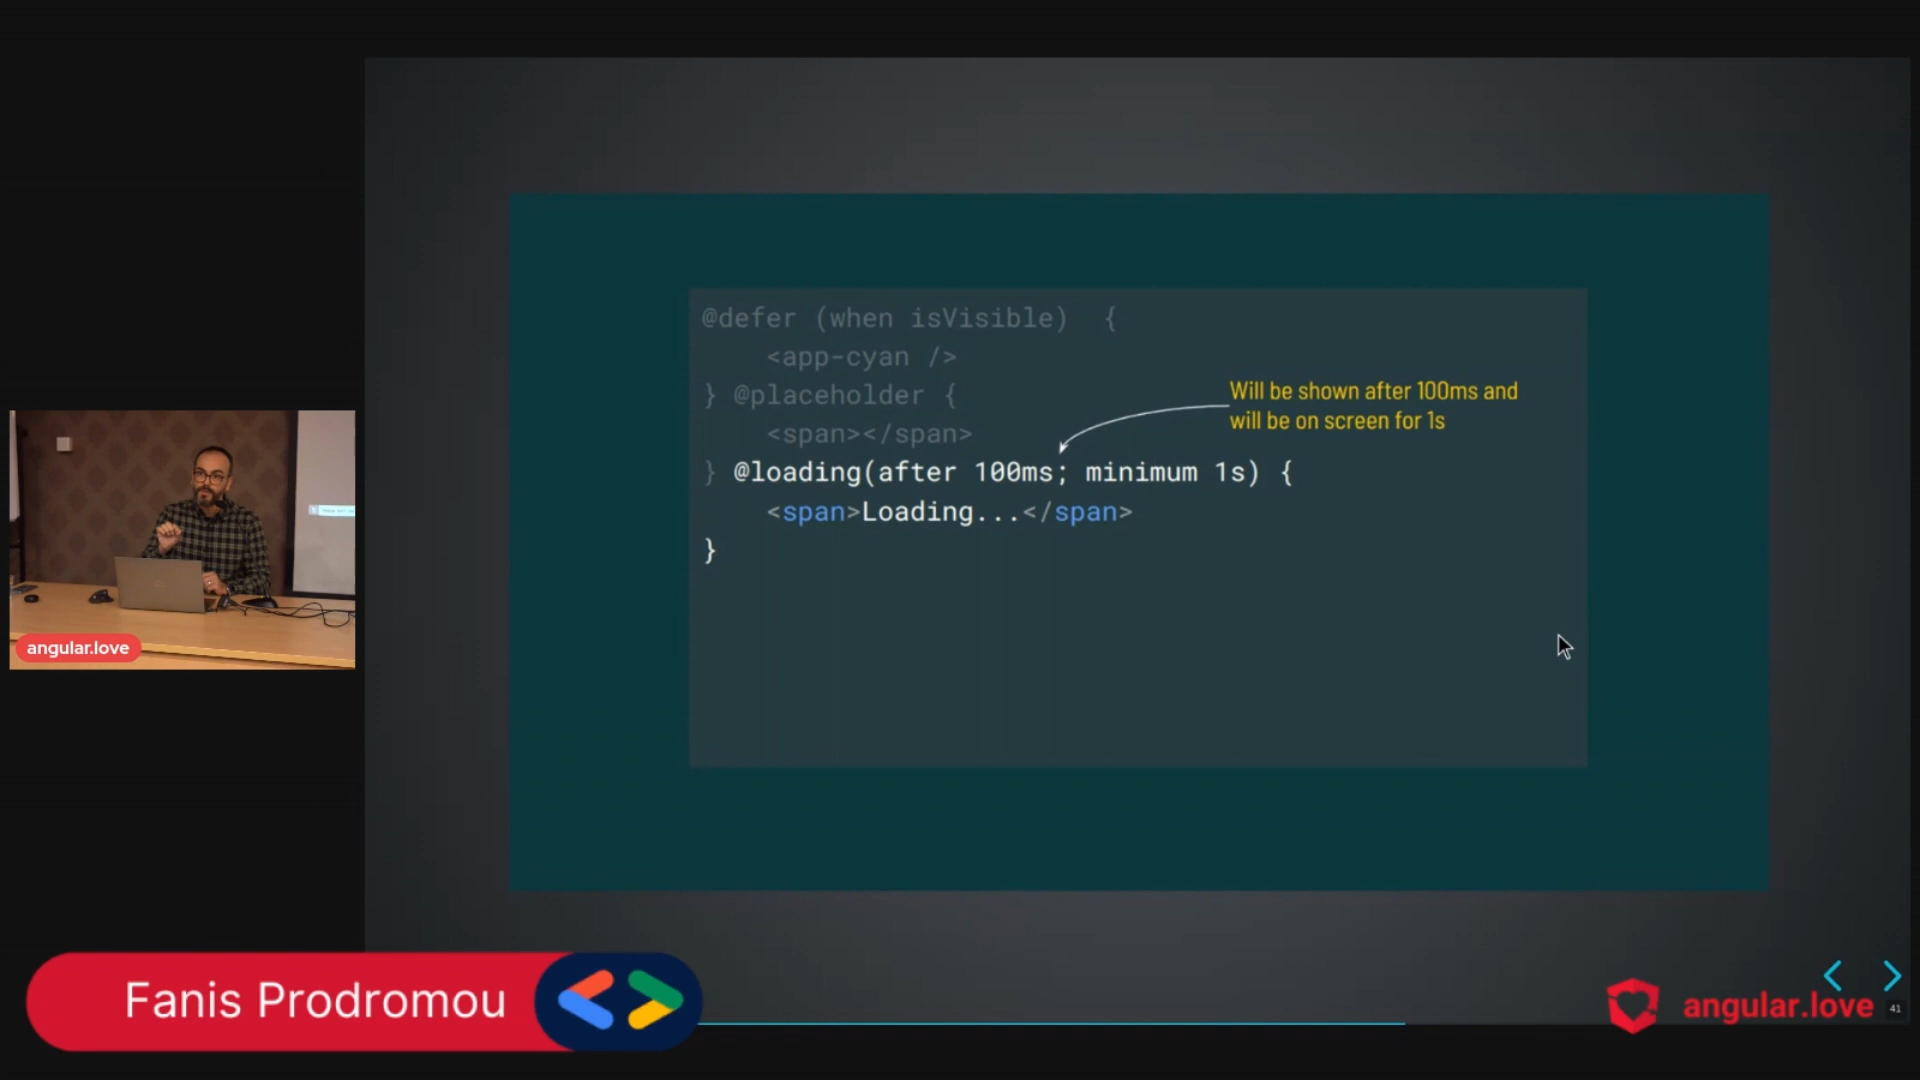 @defer (when isVisible)  {
<app-cyan />
} @placeholder {
<span></span>
} @loading(after 100ms; minimum 1s) {
<span>Loading...</span>
}
Will be shown after 100ms and
will be on screen for 1s
angular.love
Fanis Prodromou
angular.love
41